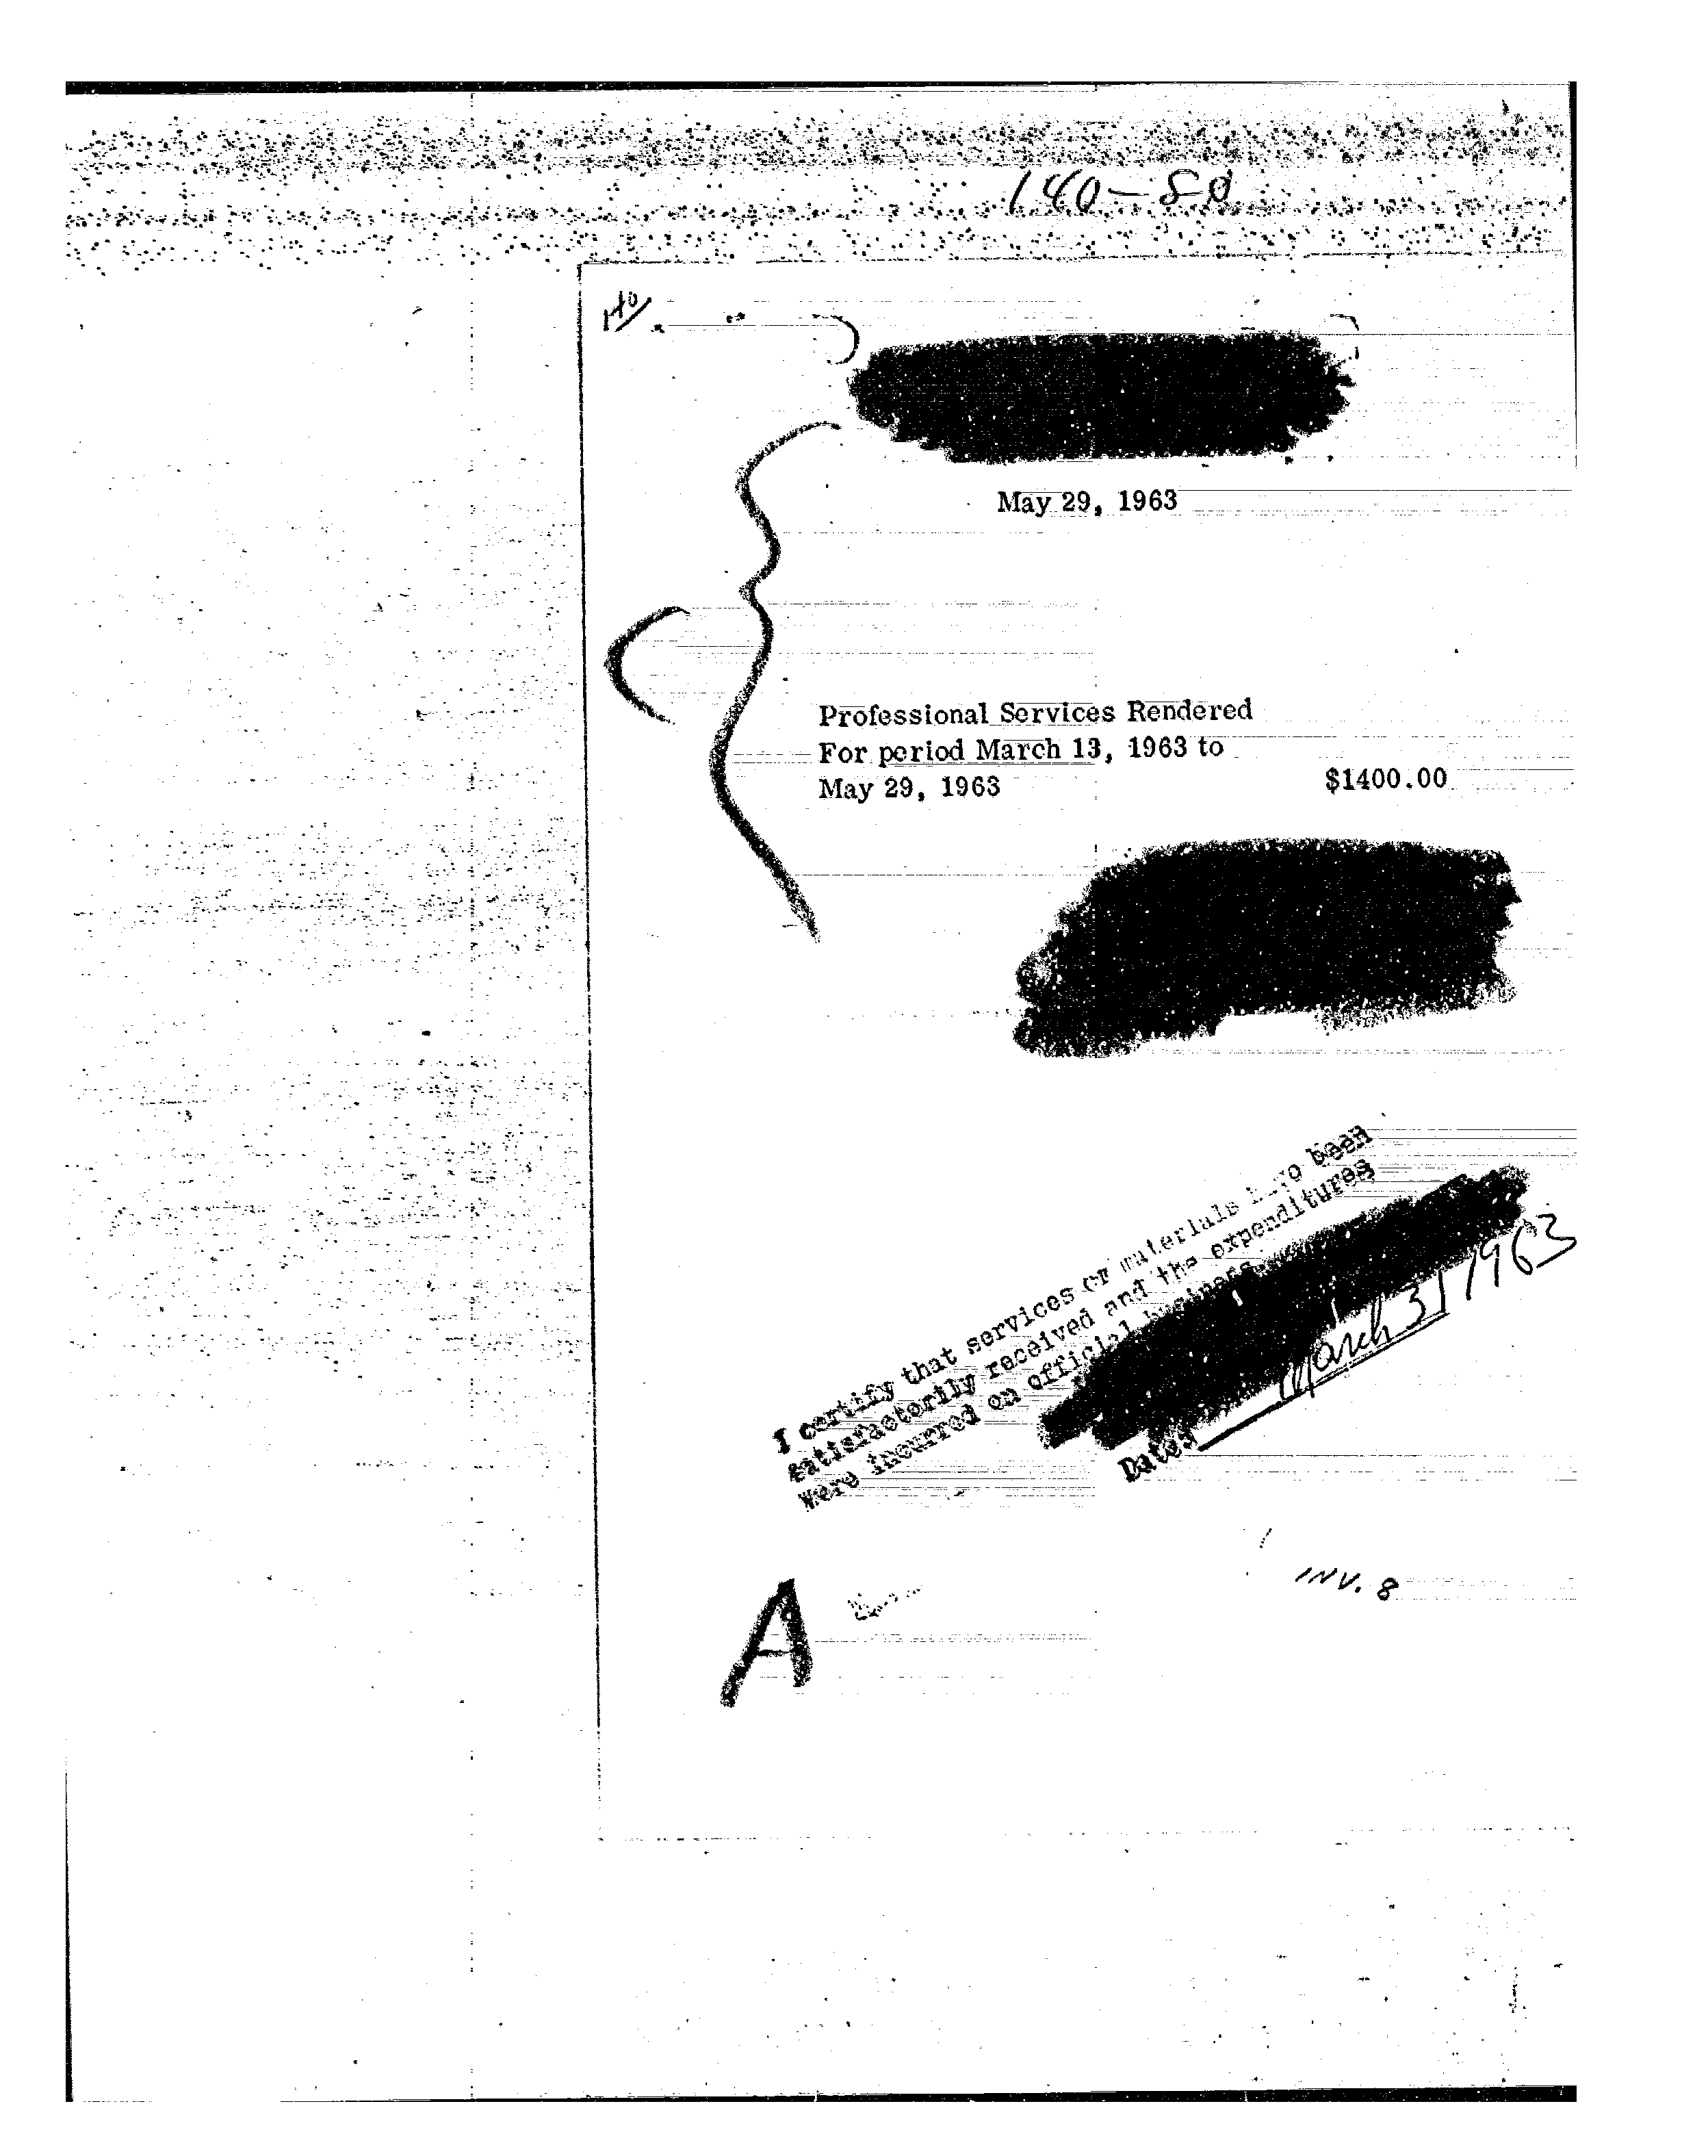 140-80
May 29, 1963
Professional Services Rendered
For period March 13, 1963 to
May 29, 1963
$1400.00
I certify that services or materials have been
satisfactorily received and the expenditures
were incurred on official business.
Date: March 31 1963
INV. 8
A